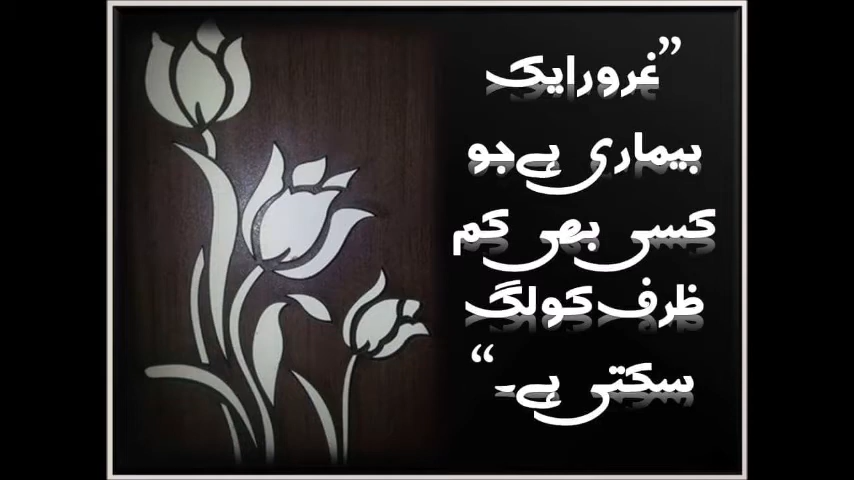 ”غرور ایک
بیماری ہے جو
کسی بھی کم
ظرف کو لگ
سکتی ہے۔“